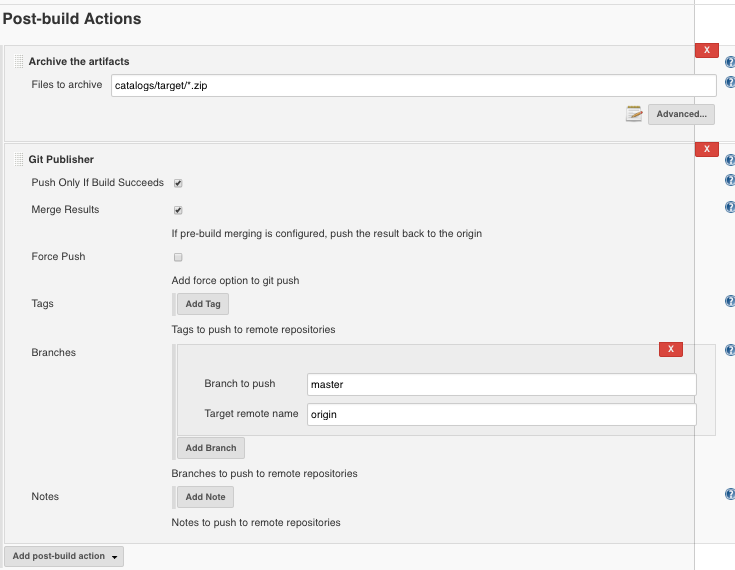 Post-build Actions
X
Archive the artifacts
?
Files to archive catalogs/target/*.zip
?
Advanced...
X
Git Publisher
?
Push Only If Build Succeeds
?
Merge Results
?
If pre-build merging is configured, push the result back to the origin
Force Push
Add force option to git push
Tags Add Tag
?
Tags to push to remote repositories
Branches
X
?
Branch to push master
Target remote name origin
Add Branch
Branches to push to remote repositories
Notes Add Note
?
Notes to push to remote repositories
Add post-build action